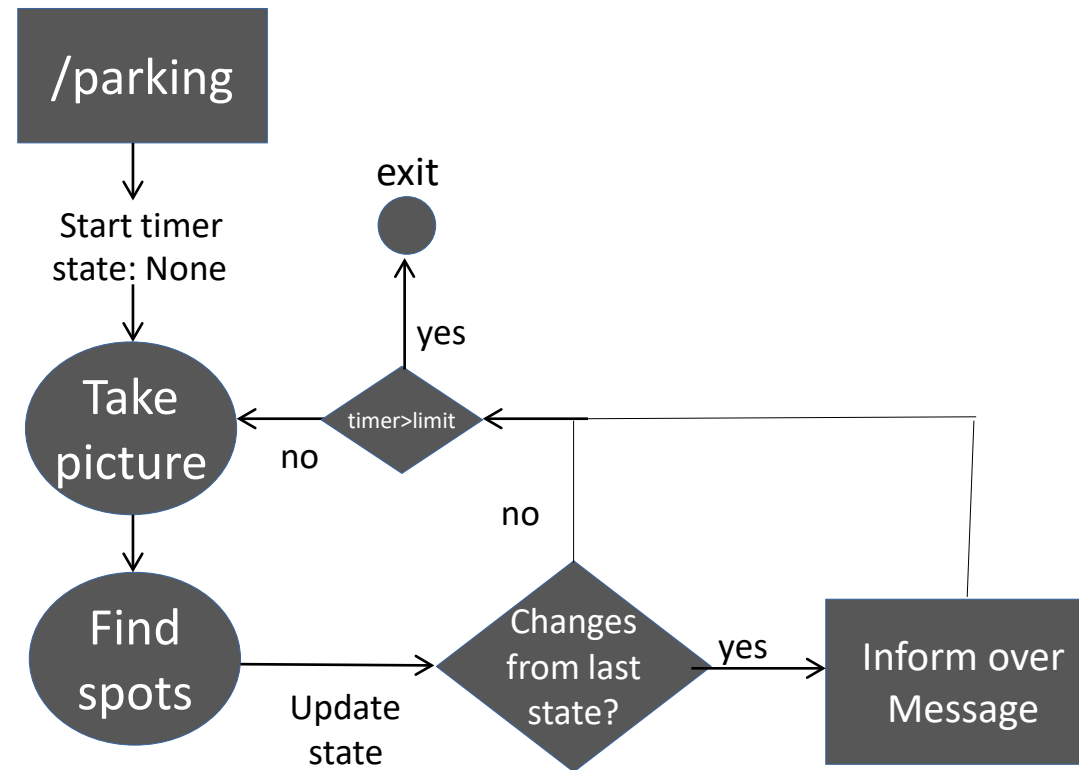 /parking
exit
Start timer
state: None
yes
Take
picture
timer>limit
no
no
Find
spots
Update
state
Changes
from last
state?
yes
Inform over
Message